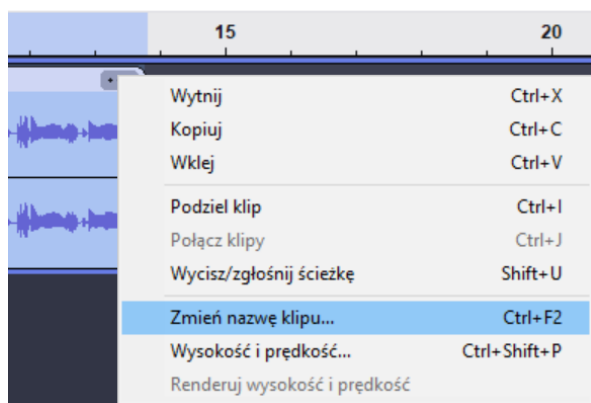 15 20
Wytnij Ctrl+X
Kopiuj Ctrl+C
Wklej Ctrl+V
Podziel klip Ctrl+I
Połącz klipy Ctrl+J
Wycisz/zgłośnij ścieżkę Shift+U
Zmień nazwę klipu... Ctrl+F2
Wysokość i prędkość... Ctrl+Shift+P
Renderuj wysokość i prędkość